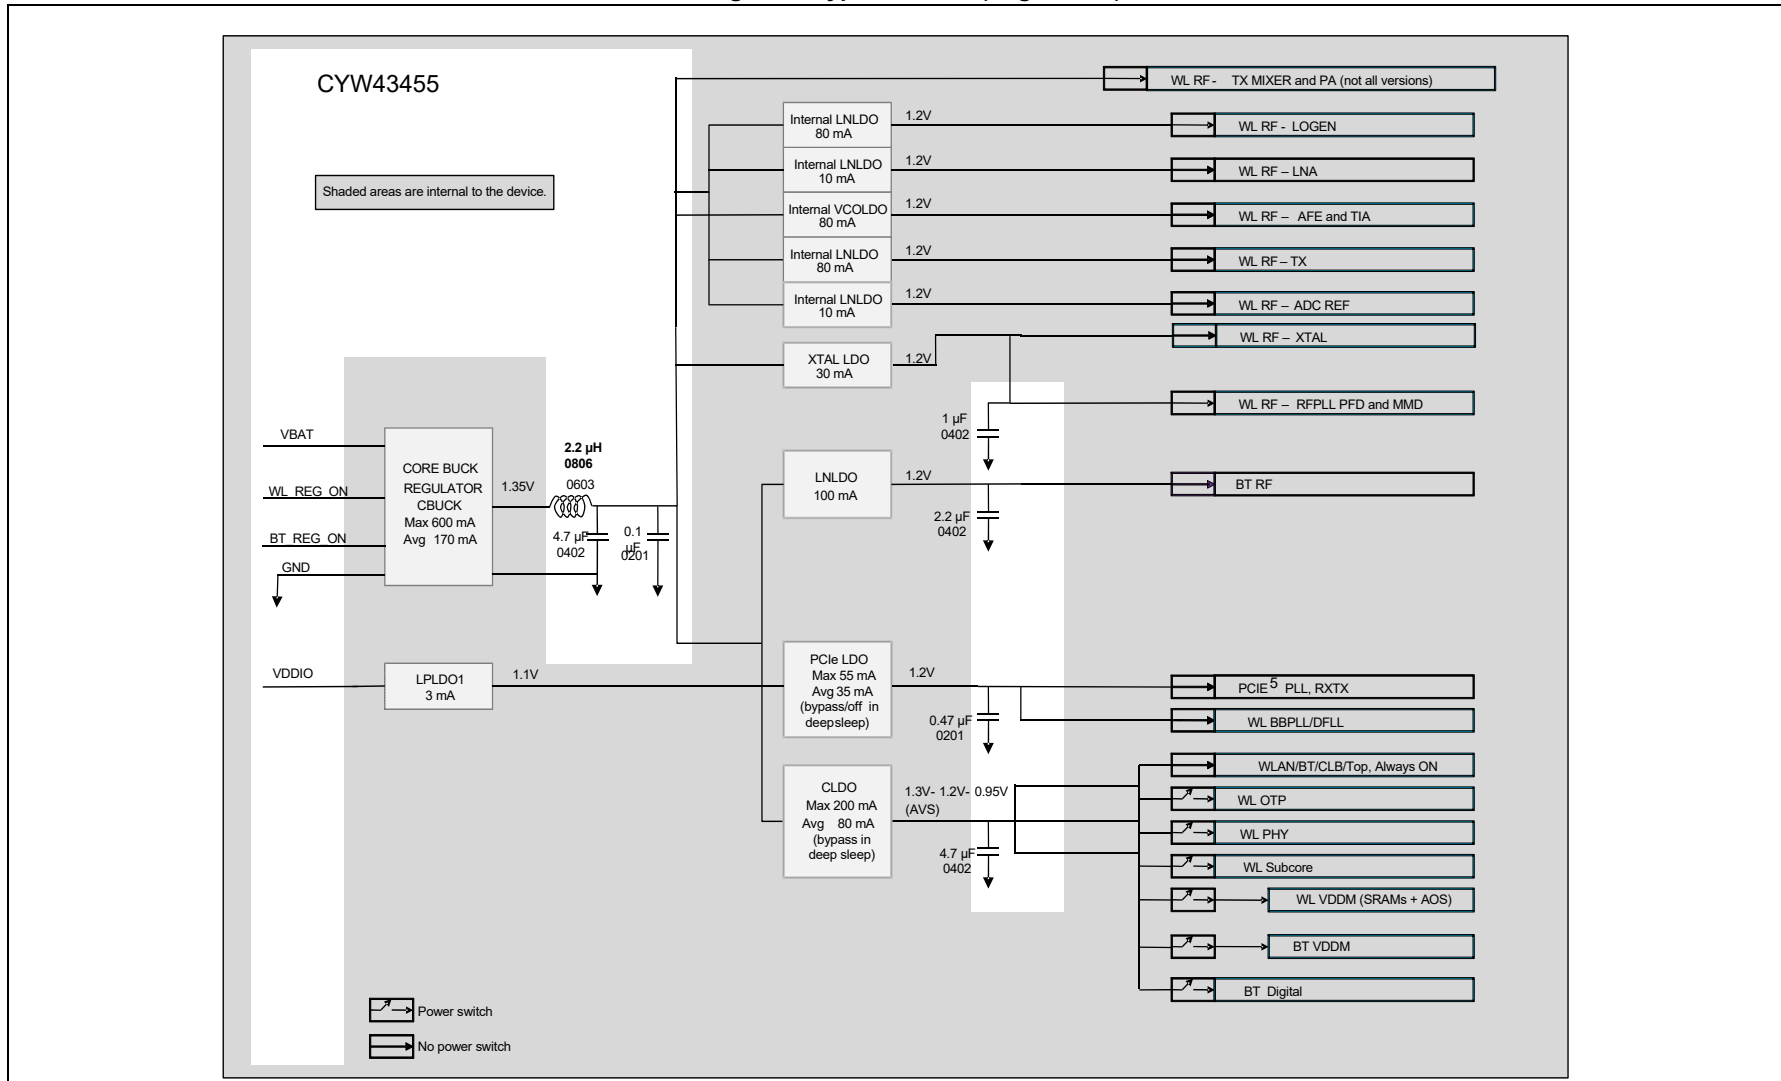 CYW43455
Shaded areas are internal to the device.
WL RF - TX MIXER and PA (not all versions)
Internal LNLDO
80 mA
1.2V
WL RF - LOGEN
Internal LNLDO
10 mA
1.2V
WL RF – LNA
Internal VCOLDO
80 mA
1.2V
WL RF – AFE and TIA
Internal LNLDO
80 mA
1.2V
WL RF – TX
Internal LNLDO
10 mA
1.2V
WL RF – ADC REF
XTAL LDO
30 mA
1.2V
WL RF – XTAL
WL RF – RFPLL PFD and MMD
1 µF
0402
VBAT
WL REG ON
BT REG ON
GND
CORE BUCK
REGULATOR
CBUCK
Max 600 mA
Avg 170 mA
1.35V
2.2 µH
0806
0603
4.7 µF
0402
0.1
µF
0201
LNLDO
100 mA
1.2V
2.2 µF
0402
BT RF
VDDIO
LPLDO1
3 mA
1.1V
PCIe LDO
Max 55 mA
Avg 35 mA
(bypass/off in
deepsleep)
1.2V
0.47 µF
0201
PCIE 5 PLL, RXTX
WL BBPLL/DFLL
CLDO
Max 200 mA
Avg 80 mA
(bypass in
deep sleep)
1.3V- 1.2V- 0.95V
(AVS)
4.7 µF
0402
WLAN/BT/CLB/Top, Always ON
WL OTP
WL PHY
WL Subcore
WL VDDM (SRAMs + AOS)
BT VDDM
BT Digital
Power switch
No power switch